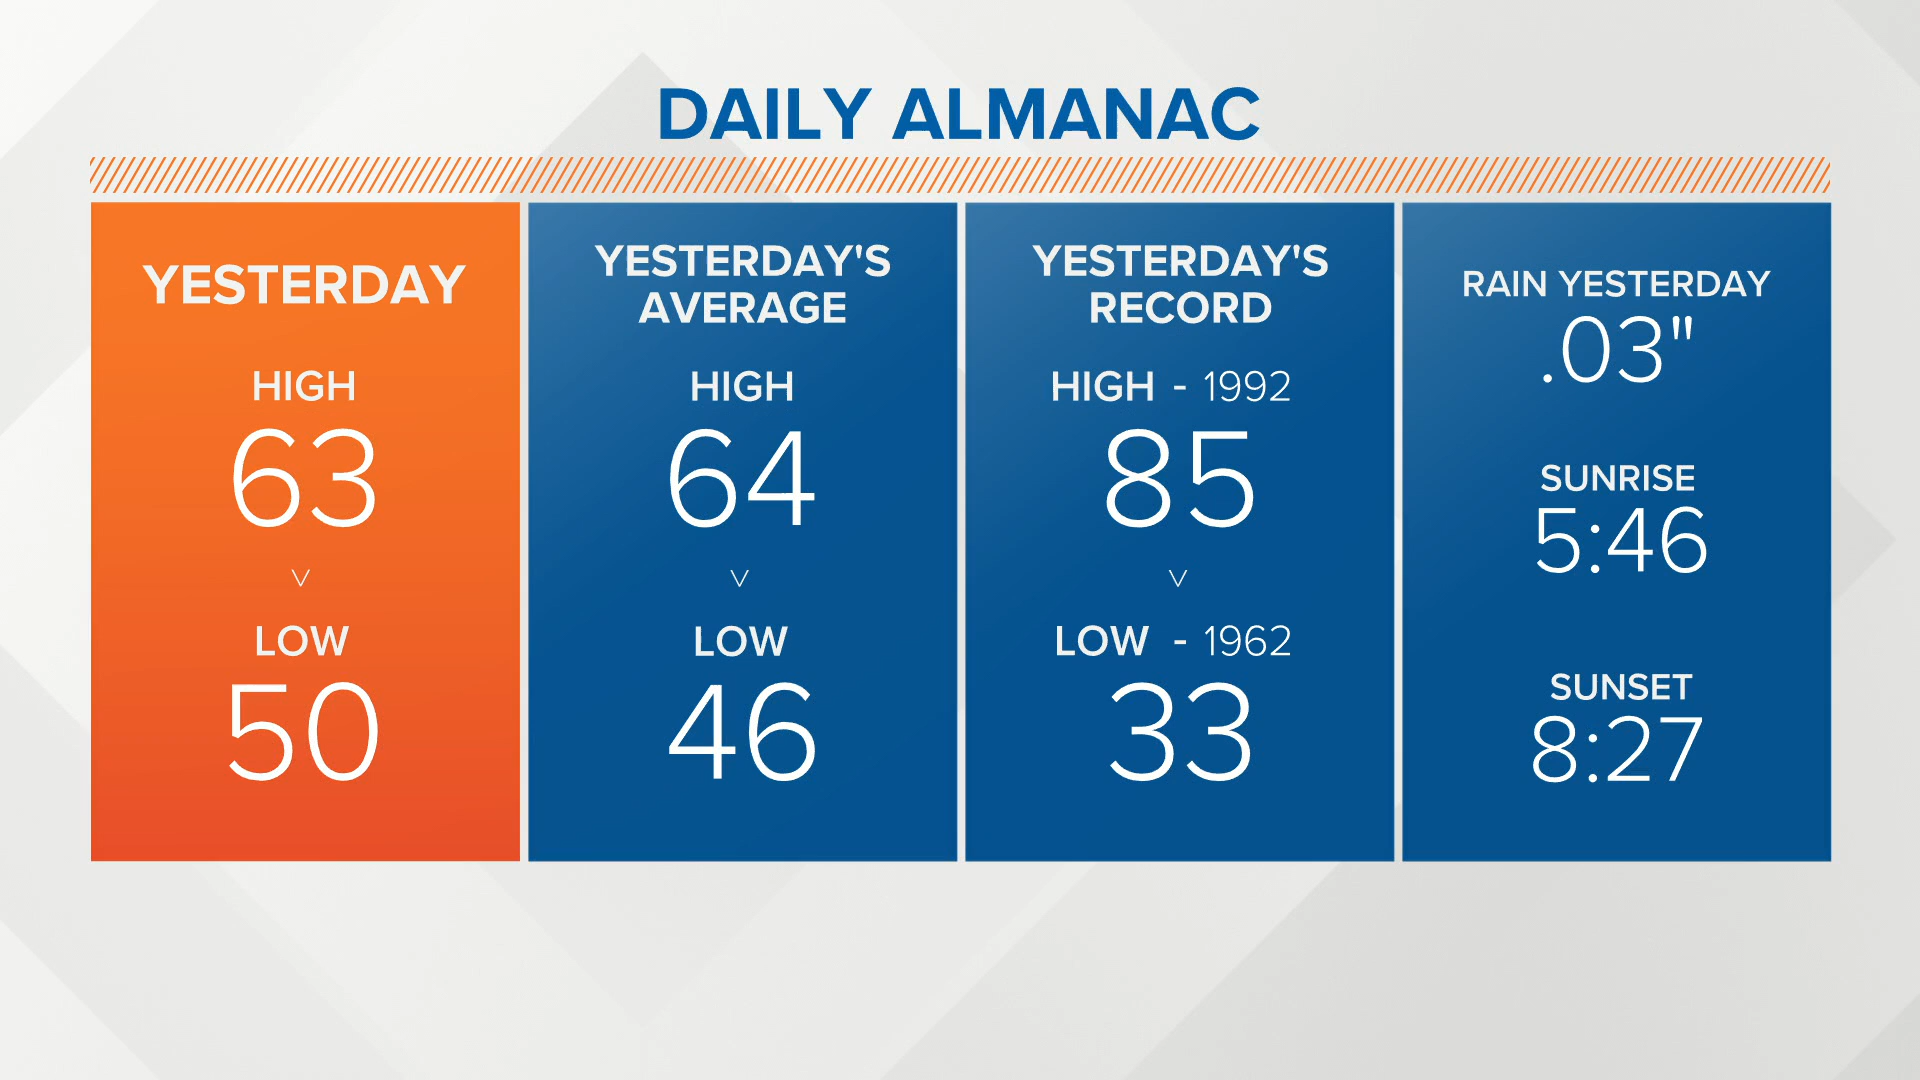 DAILY ALMANAC
YESTERDAY
HIGH
63
LOW
50
YESTERDAY'S
AVERAGE
HIGH
64
LOW
46
YESTERDAY'S
RECORD
HIGH - 1992
85
LOW - 1962
33
RAIN YESTERDAY
.03"
SUNRISE
5:46
SUNSET
8:27